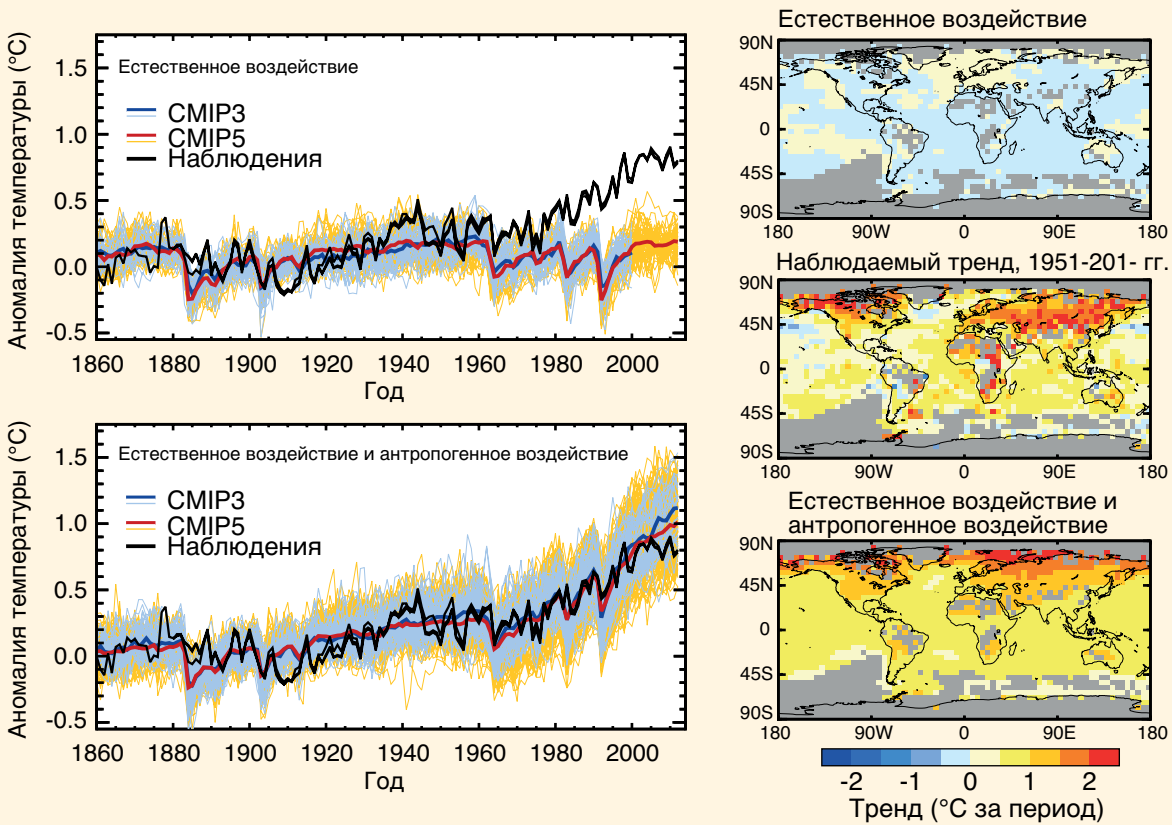 Аномалия температуры (°C)
1.5
1.0
0.5
0.0
-0.5
Естественное воздействие
CMIP3
CMIP5
Наблюдения
1860 1880 1900 1920 1940 1960 1980 2000
Год
Аномалия температуры (°C)
1.5
1.0
0.5
0.0
-0.5
Естественное воздействие и антропогенное воздействие
CMIP3
CMIP5
Наблюдения
1860 1880 1900 1920 1940 1960 1980 2000
Год
Естественное воздействие
90N
45N
0
45S
90S
180 90W 0 90E 180
Наблюдаемый тренд, 1951-201- гг.
90N
45N
0
45S
90S
180 90W 0 90E 180
Естественное воздействие и
антропогенное воздействие
90N
45N
0
45S
90S
180 90W 0 90E 180
-2 -1 0 1 2
Тренд (°C за период)